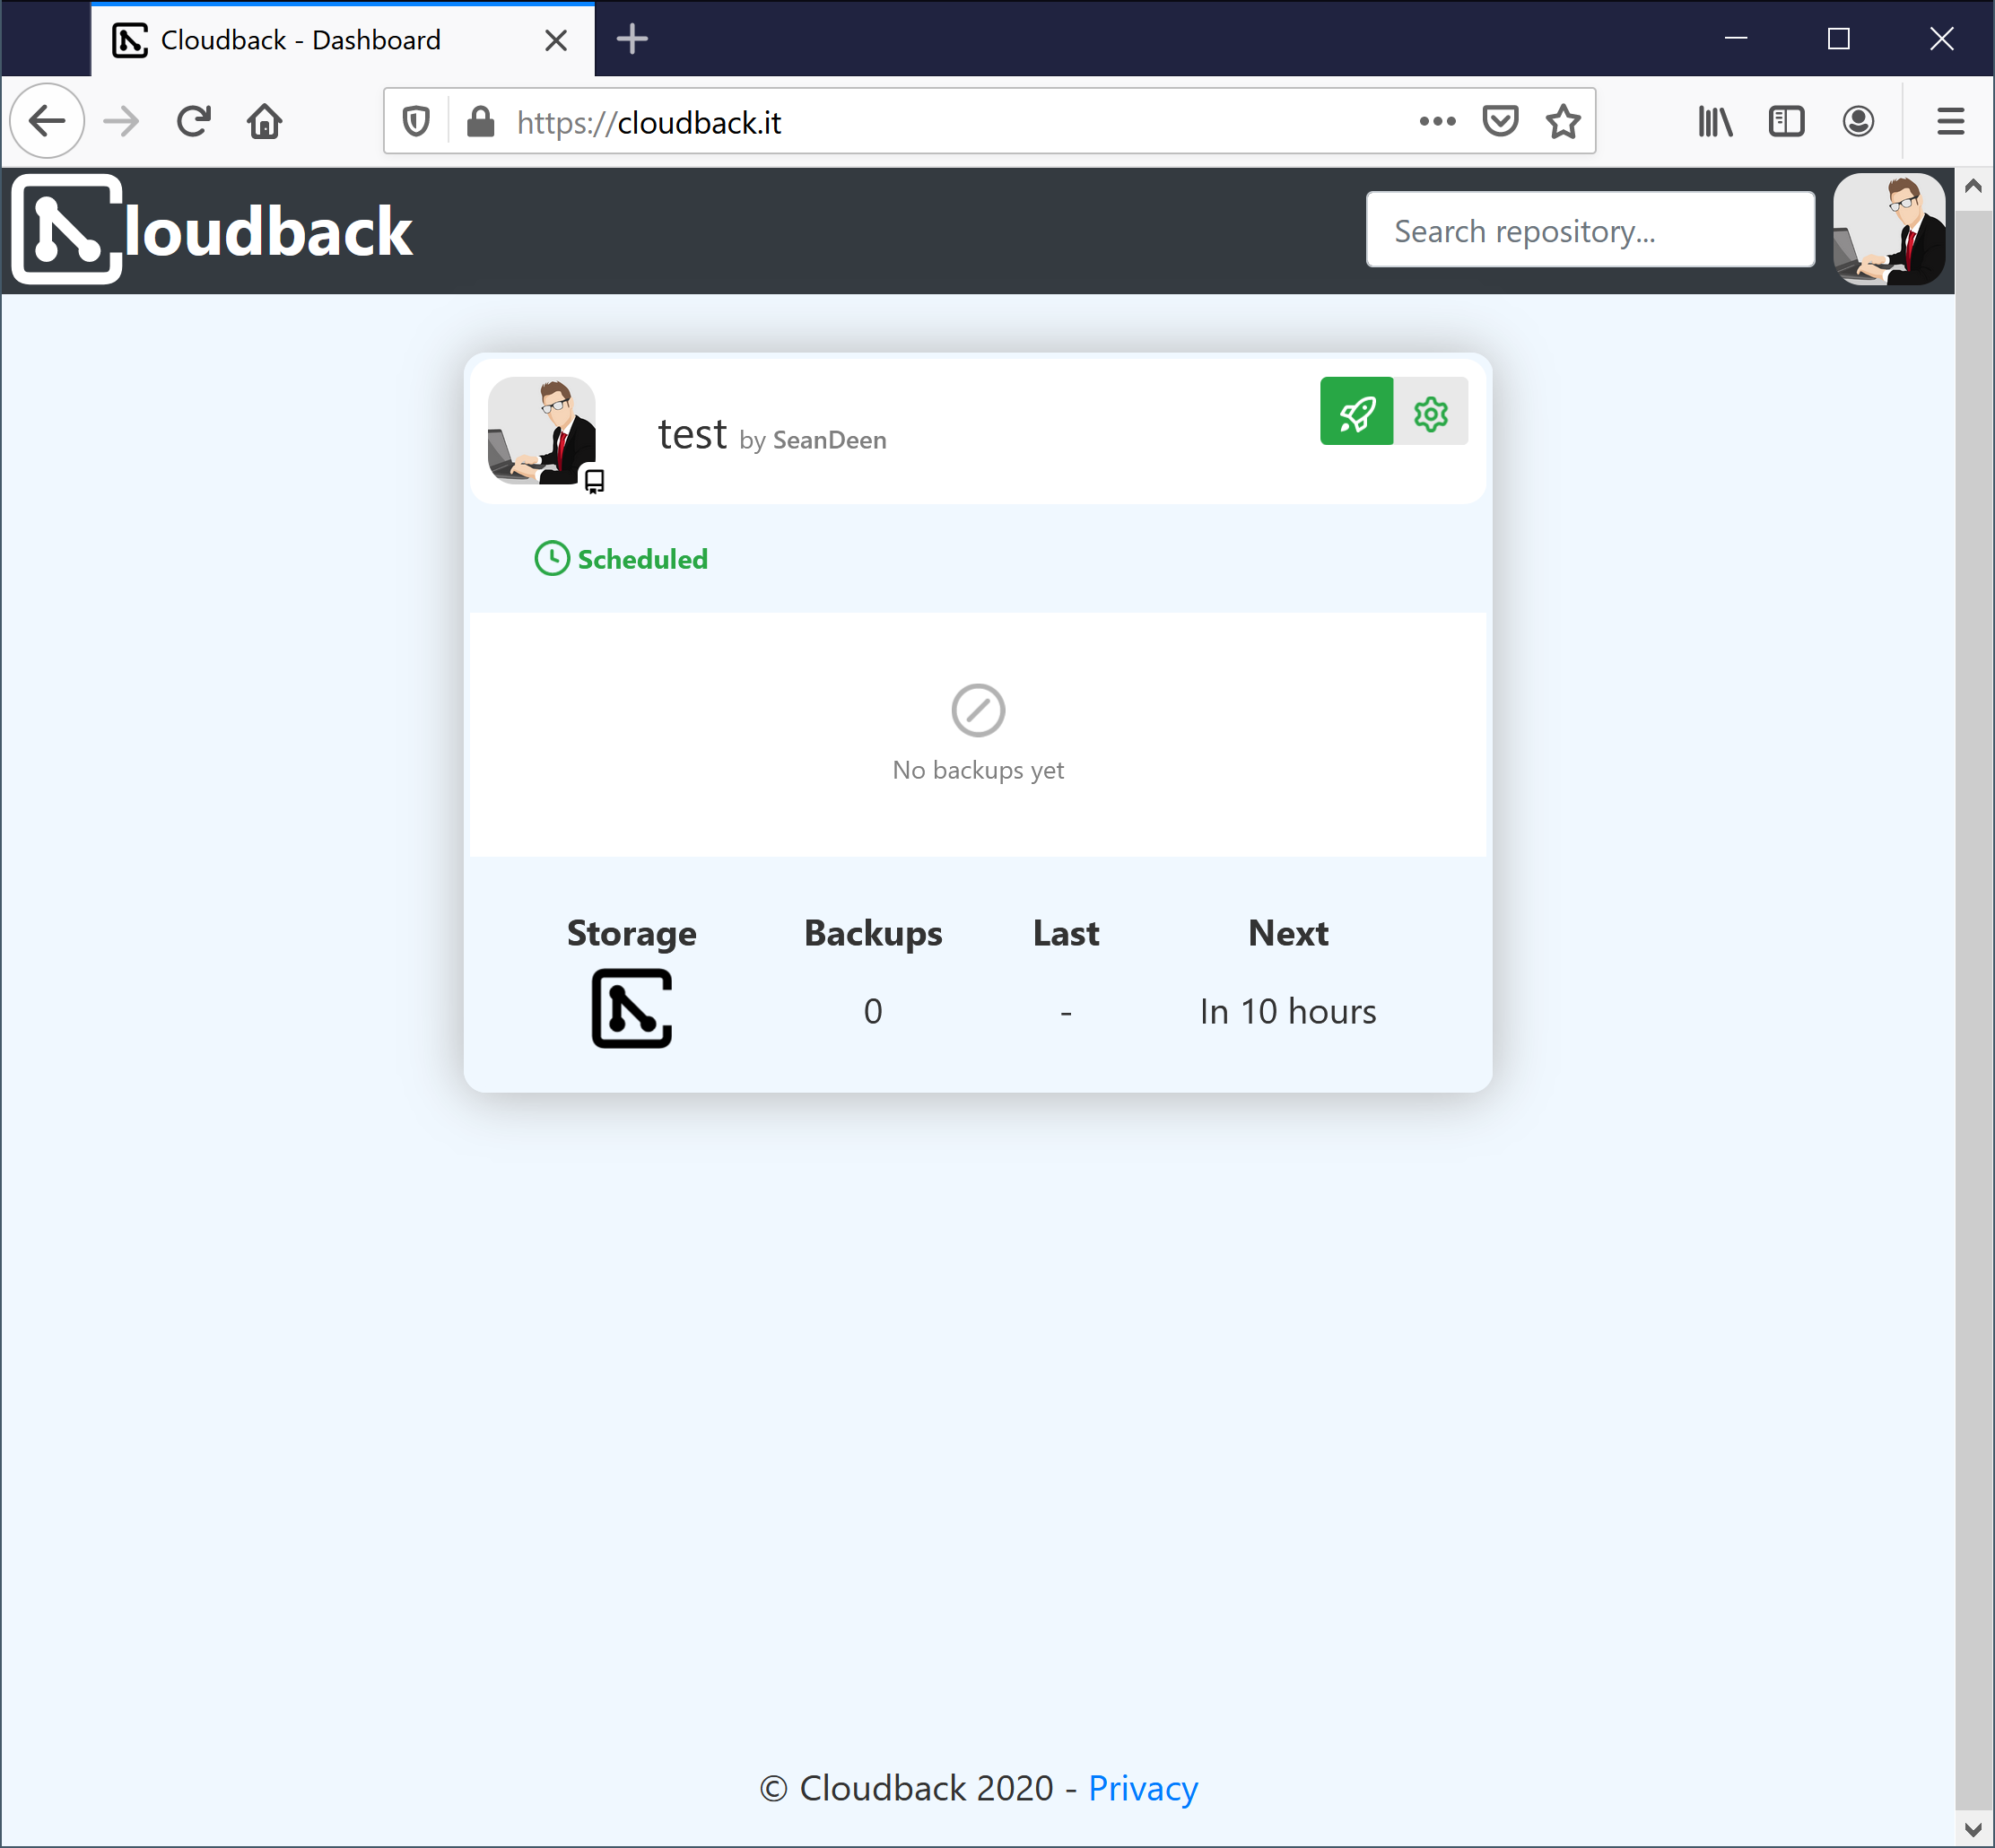 Cloudback - Dashboard
https://cloudback.it
loudback
Search repository...
test by SeanDeen
Scheduled
No backups yet
Storage Backups Last Next
0 - In 10 hours
© Cloudback 2020 - Privacy